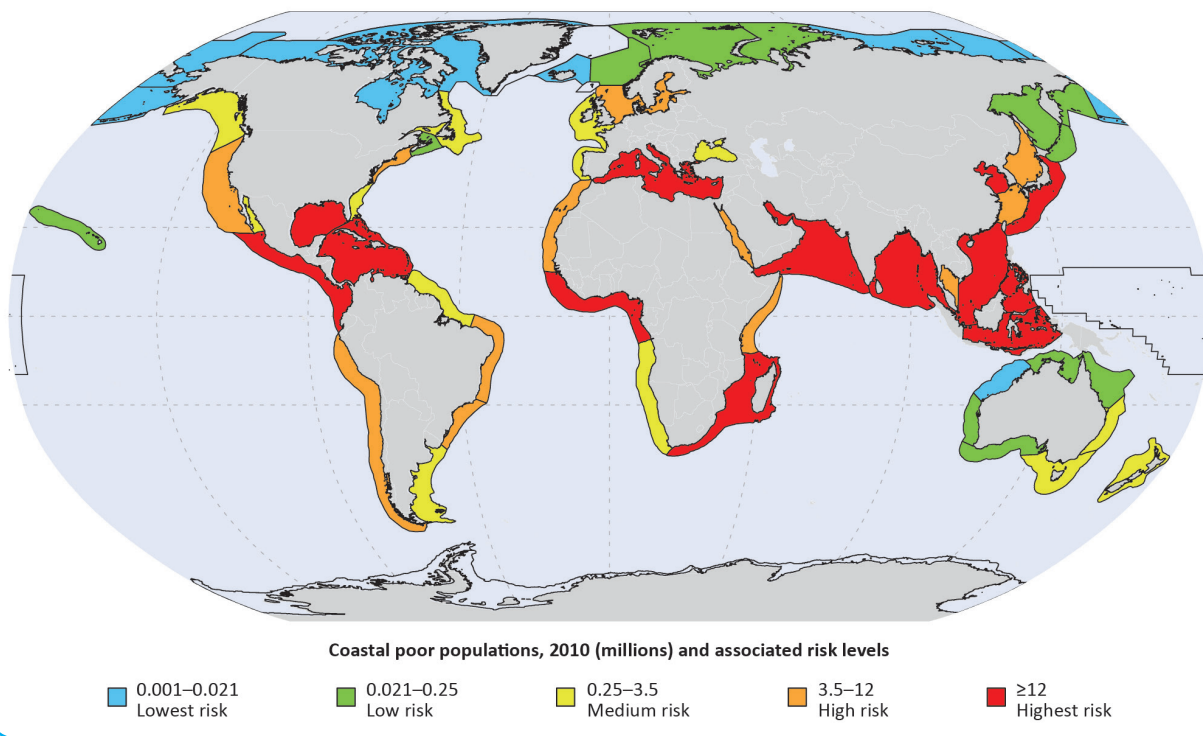 Coastal poor populations, 2010 (millions) and associated risk levels
0.001–0.021
Lowest risk
0.021–0.25
Low risk
0.25–3.5
Medium risk
3.5–12
High risk
≥12
Highest risk